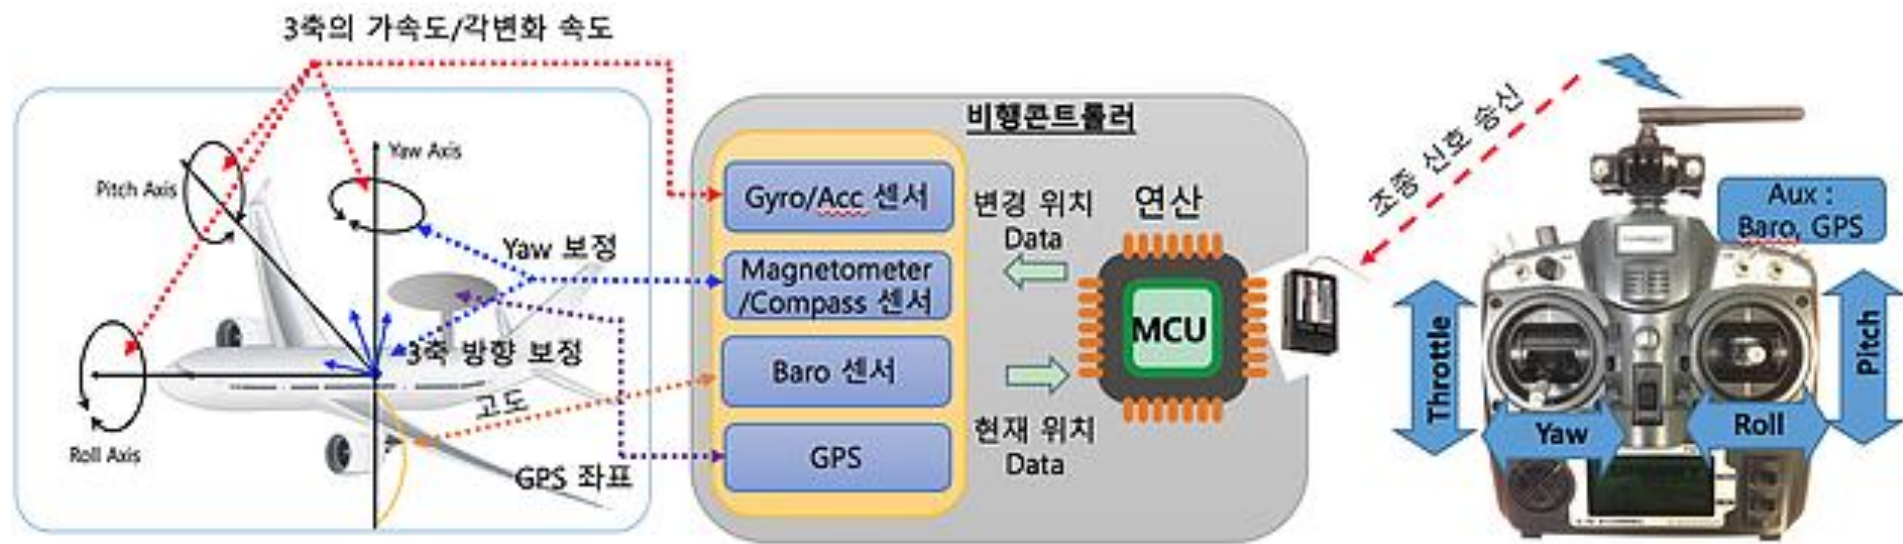 3축의 가속도/각변화 속도
Yaw Axis
Pitch Axis
Yaw 보정
3축 방향 보정
고도
Roll Axis
GPS 좌표
비행콘트롤러
Gyro/Acc 센서
Magnetometer
/Compass 센서
Baro 센서
GPS
변경 위치
Data
연산
MCU
현재 위치
Data
조종 신호 송신
Aux :
Baro, GPS
Throttle
Yaw
Roll
Pitch